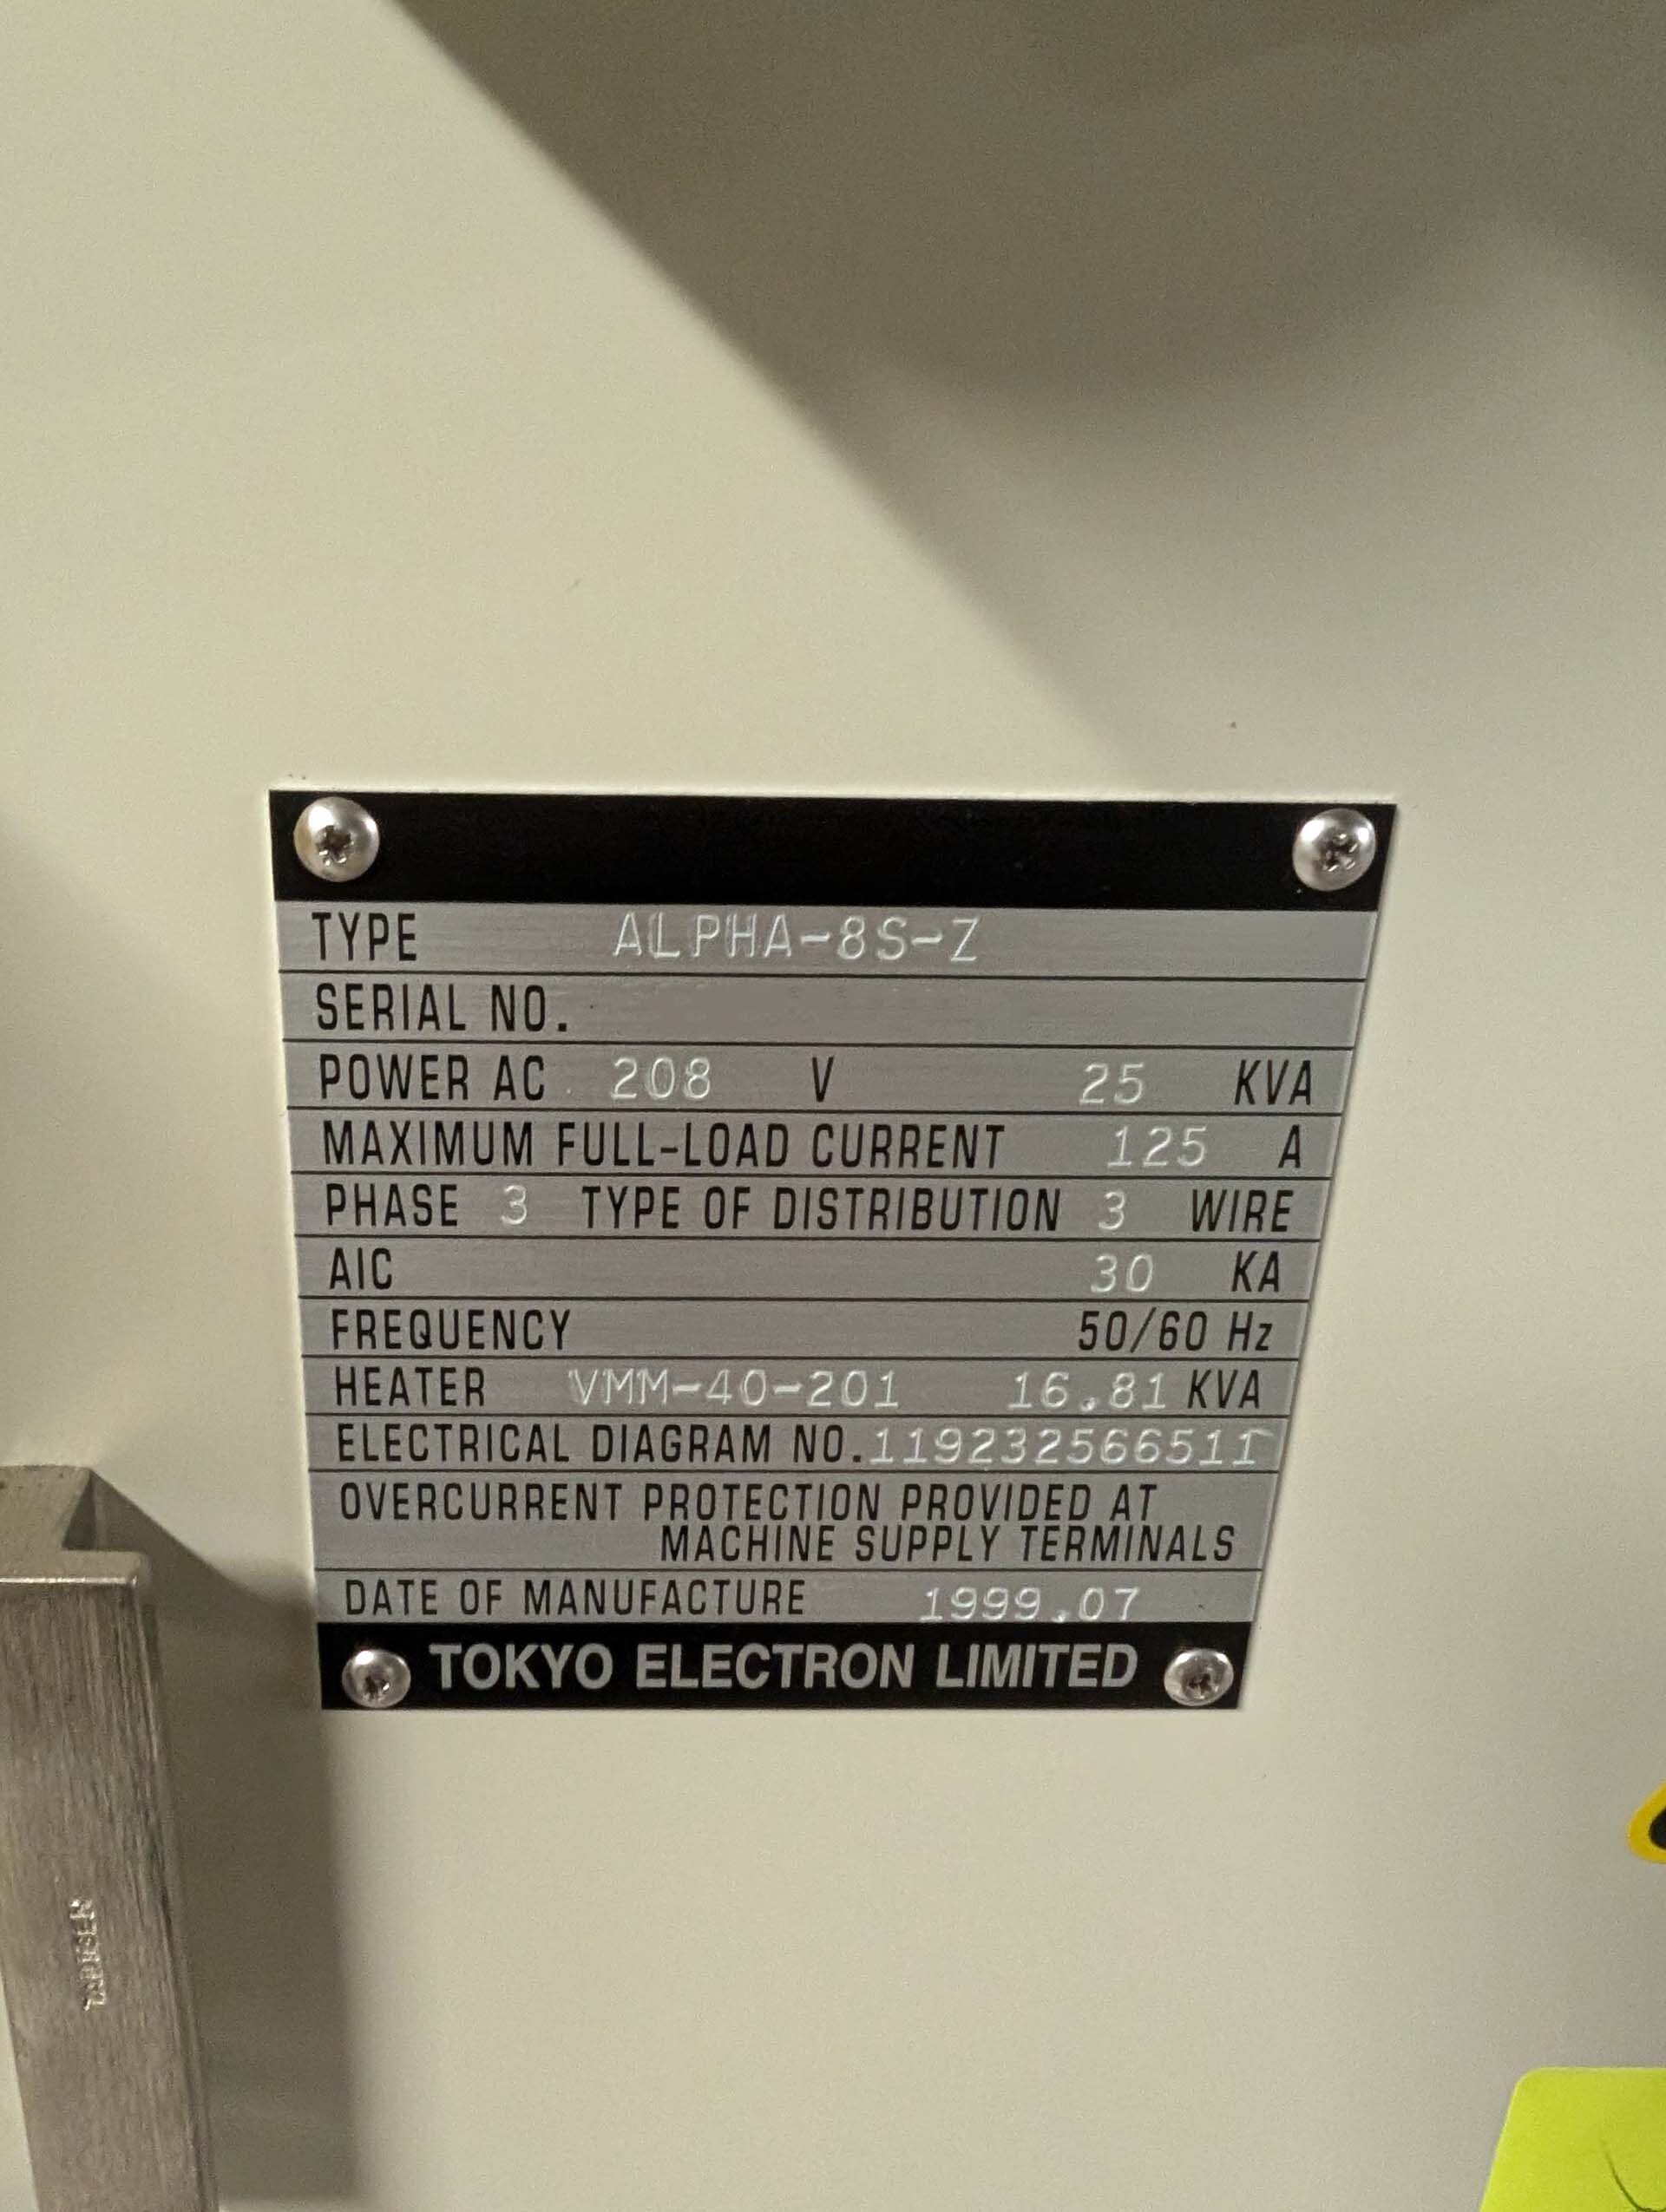 TYPE ALPHA-8S-Z
SERIAL NO.
POWER AC 208 V 25 KVA
MAXIMUM FULL-LOAD CURRENT 125 A
PHASE 3 TYPE OF DISTRIBUTION 3 WIRE
AIC 30 KA
FREQUENCY 50/60 Hz
HEATER VMM-40-201 16.81 KVA
ELECTRICAL DIAGRAM NO. 119232566511
OVERCURRENT PROTECTION PROVIDED AT
MACHINE SUPPLY TERMINALS
DATE OF MANUFACTURE 1999.07
TOKYO ELECTRON LIMITED